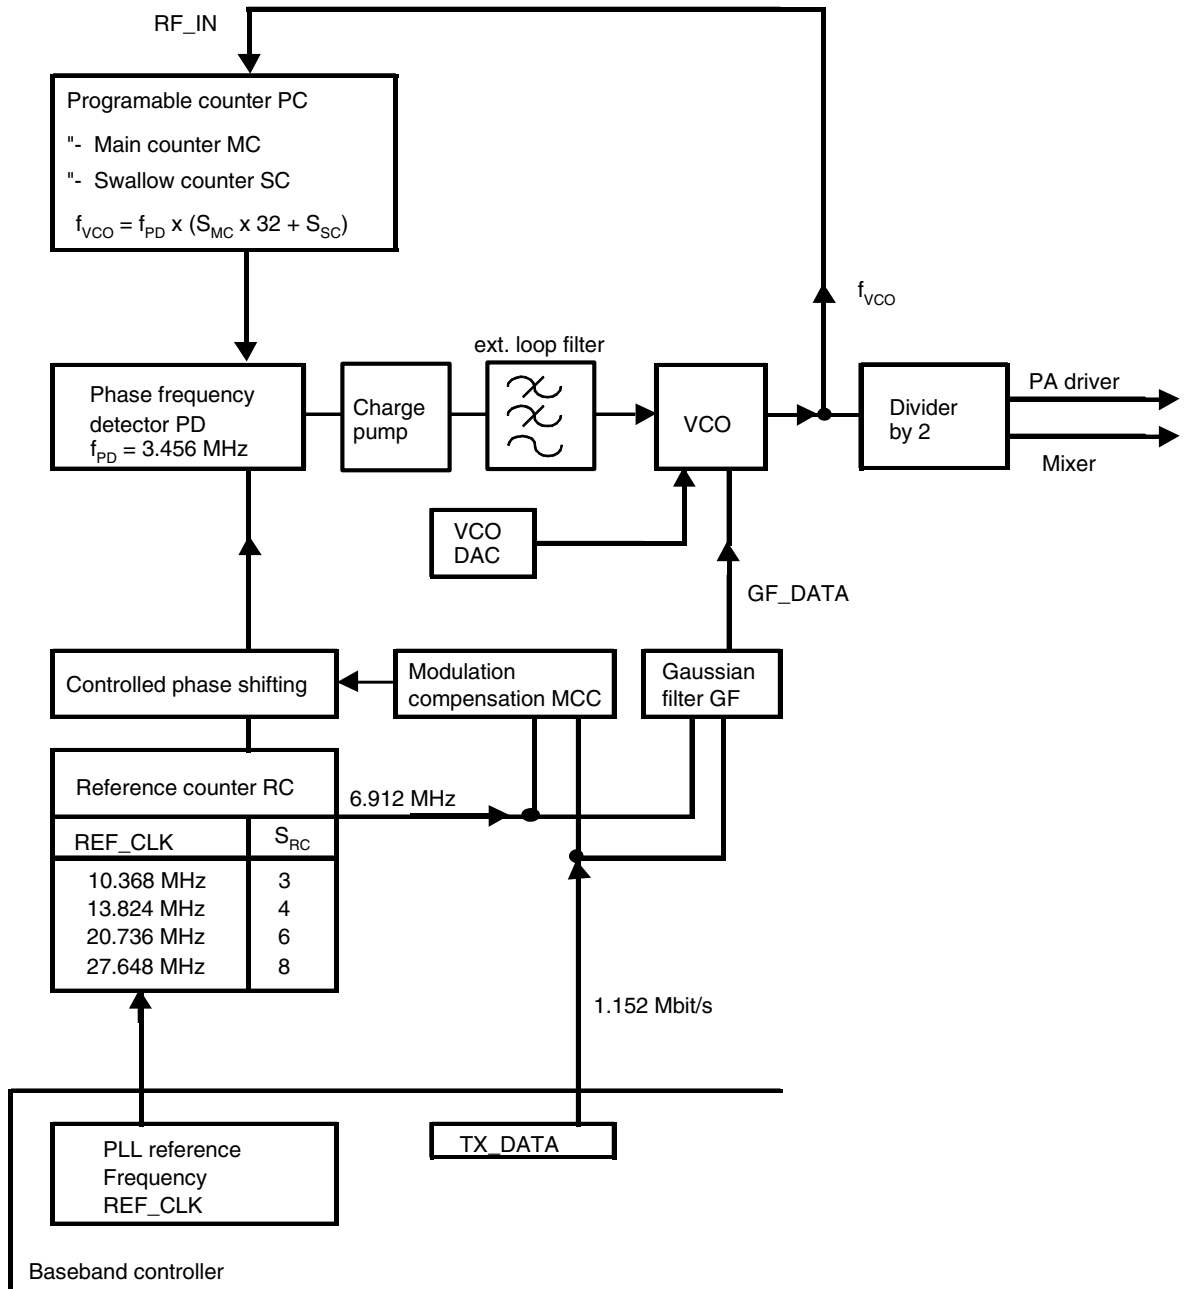 RF_IN
Programable counter PC
"- Main counter MC
"- Swallow counter SC
fVCO = fPD x (SMC x 32 + SSC)
fVCO
ext. loop filter
Phase frequency
detector PD
fPD = 3.456 MHz
Charge
pump
VCO
Divider
by 2
PA driver
Mixer
VCO
DAC
GF_DATA
Controlled phase shifting
Modulation
compensation MCC
Gaussian
filter GF
Reference counter RC
6.912 MHz
REF_CLK SRC
10.368 MHz 3
13.824 MHz 4
20.736 MHz 6
27.648 MHz 8
1.152 Mbit/s
PLL reference
Frequency
REF_CLK
TX_DATA
Baseband controller